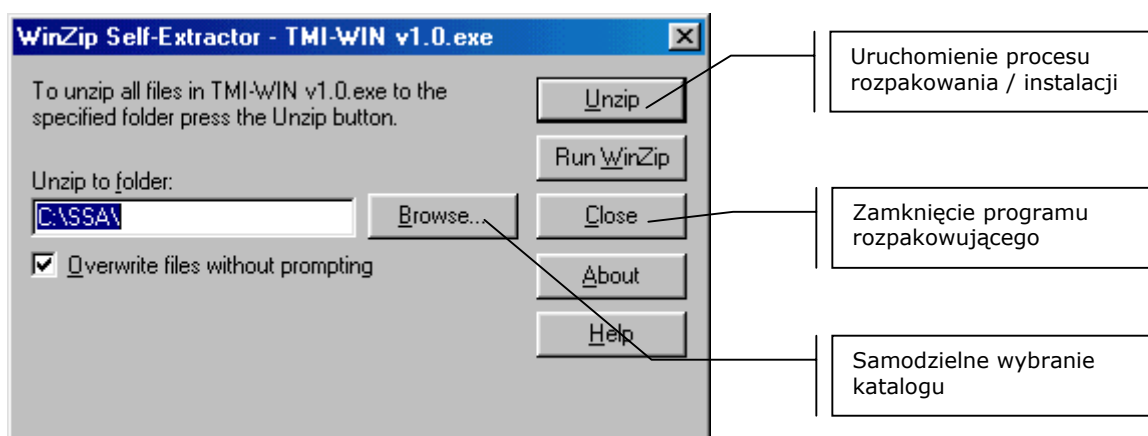 WinZip Self-Extractor - TMI-WIN v1.0.exe
To unzip all files in TMI-WIN v1.0.exe to the
specified folder press the Unzip button.
Unzip to folder:
C:\SSA\
Browse...
Overwrite files without prompting
Unzip
Run WinZip
Close
About
Help
Uruchomienie procesu
rozpakowania / instalacji
Zamknięcie programu
rozpakowującego
Samodzielne wybranie
katalogu